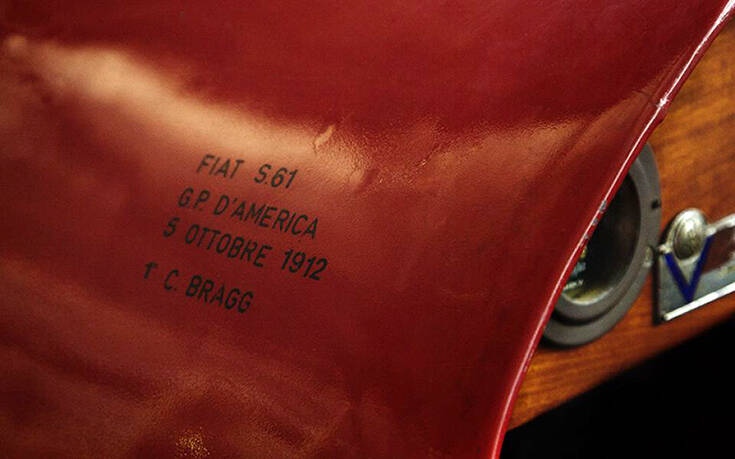 FIAT S.61
G.P. D'AMERICA
5 OTTOBRE 1912
1° C. BRAGG
V